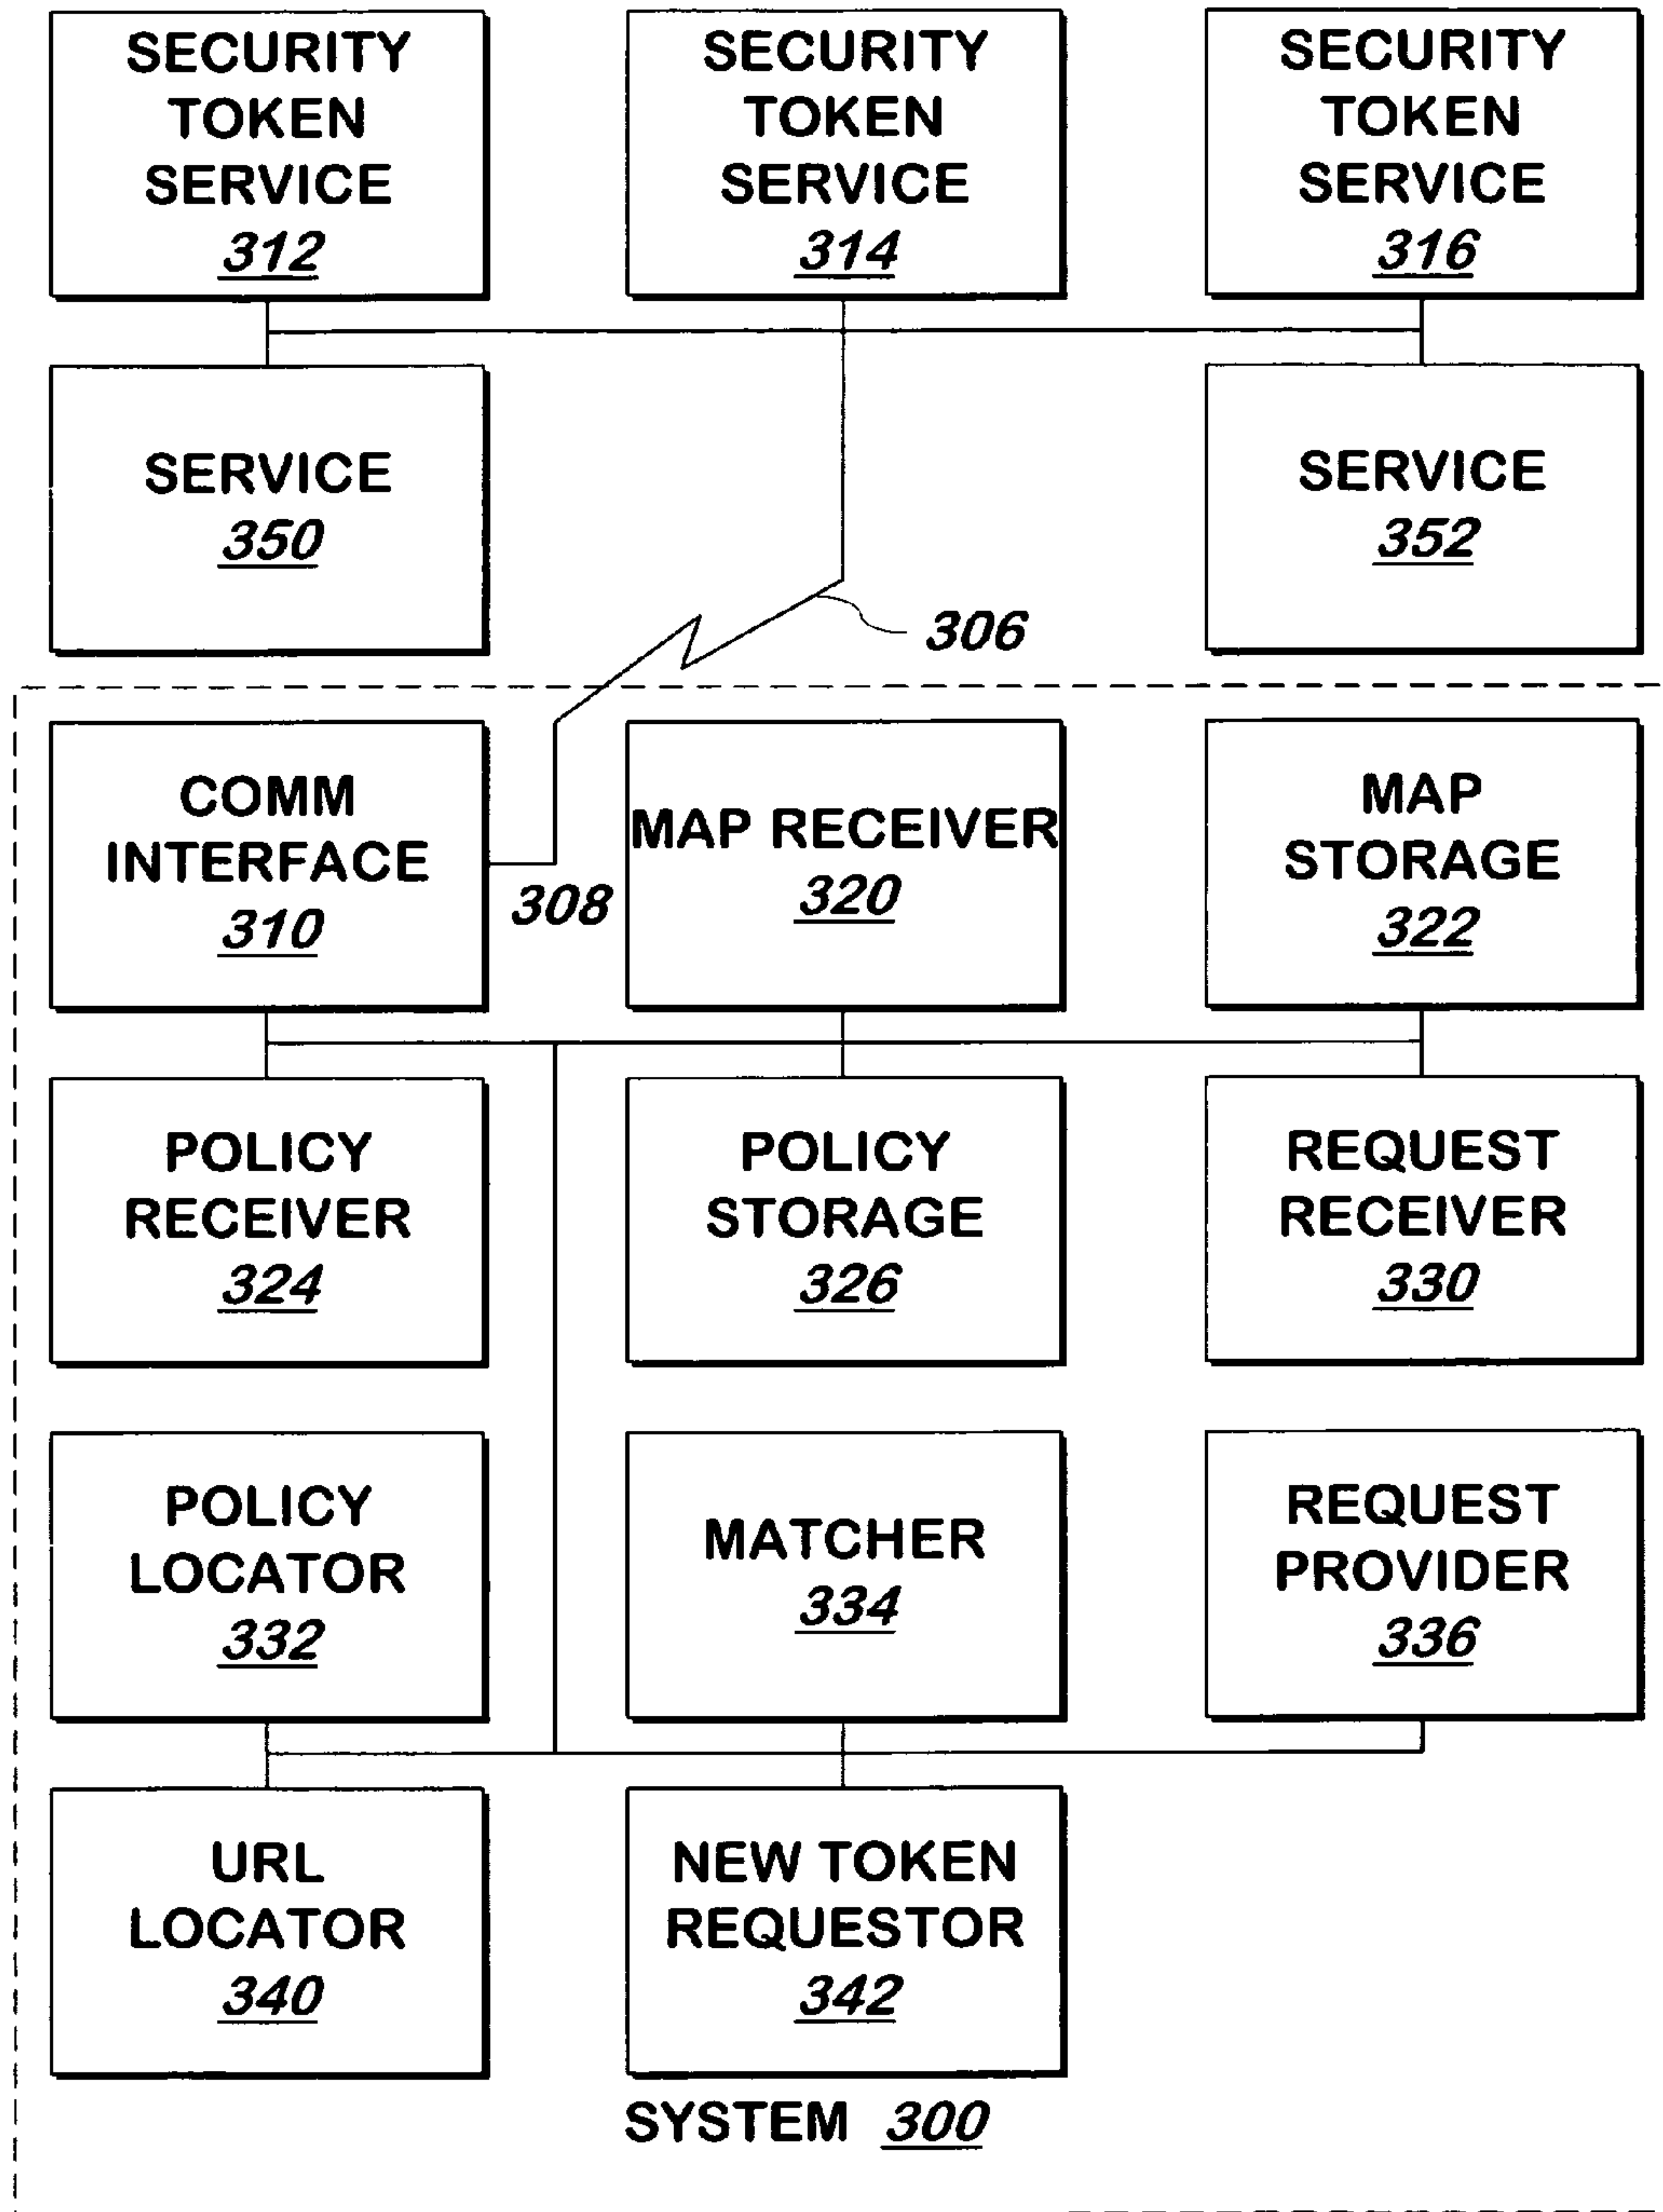 SECURITY
TOKEN
SERVICE
312
SECURITY
TOKEN
SERVICE
314
SECURITY
TOKEN
SERVICE
316
SERVICE
350
SERVICE
352
306
COMM
INTERFACE
310
308
MAP RECEIVER
320
MAP
STORAGE
322
POLICY
RECEIVER
324
POLICY
STORAGE
326
REQUEST
RECEIVER
330
POLICY
LOCATOR
332
MATCHER
334
REQUEST
PROVIDER
336
URL
LOCATOR
340
NEW TOKEN
REQUESTOR
342
SYSTEM 300